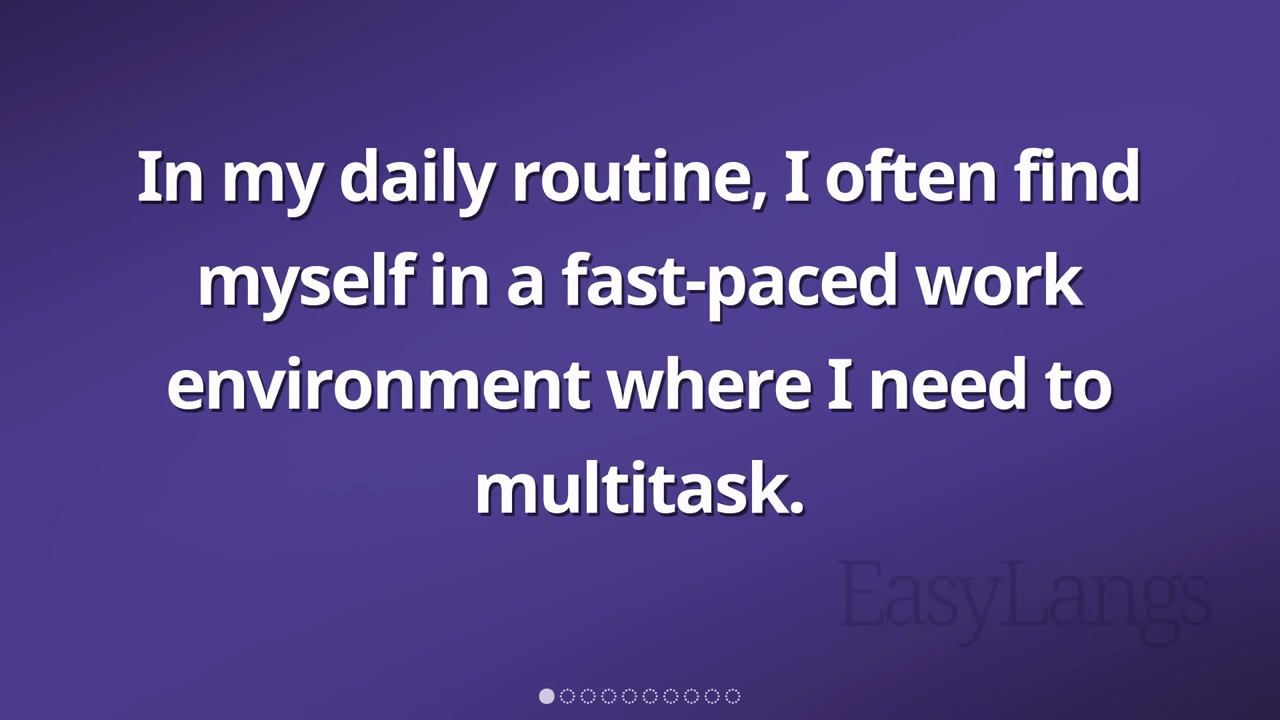 In my daily routine, I often find
myself in a fast-paced work
environment where I need to
multitask.
EasyLangs